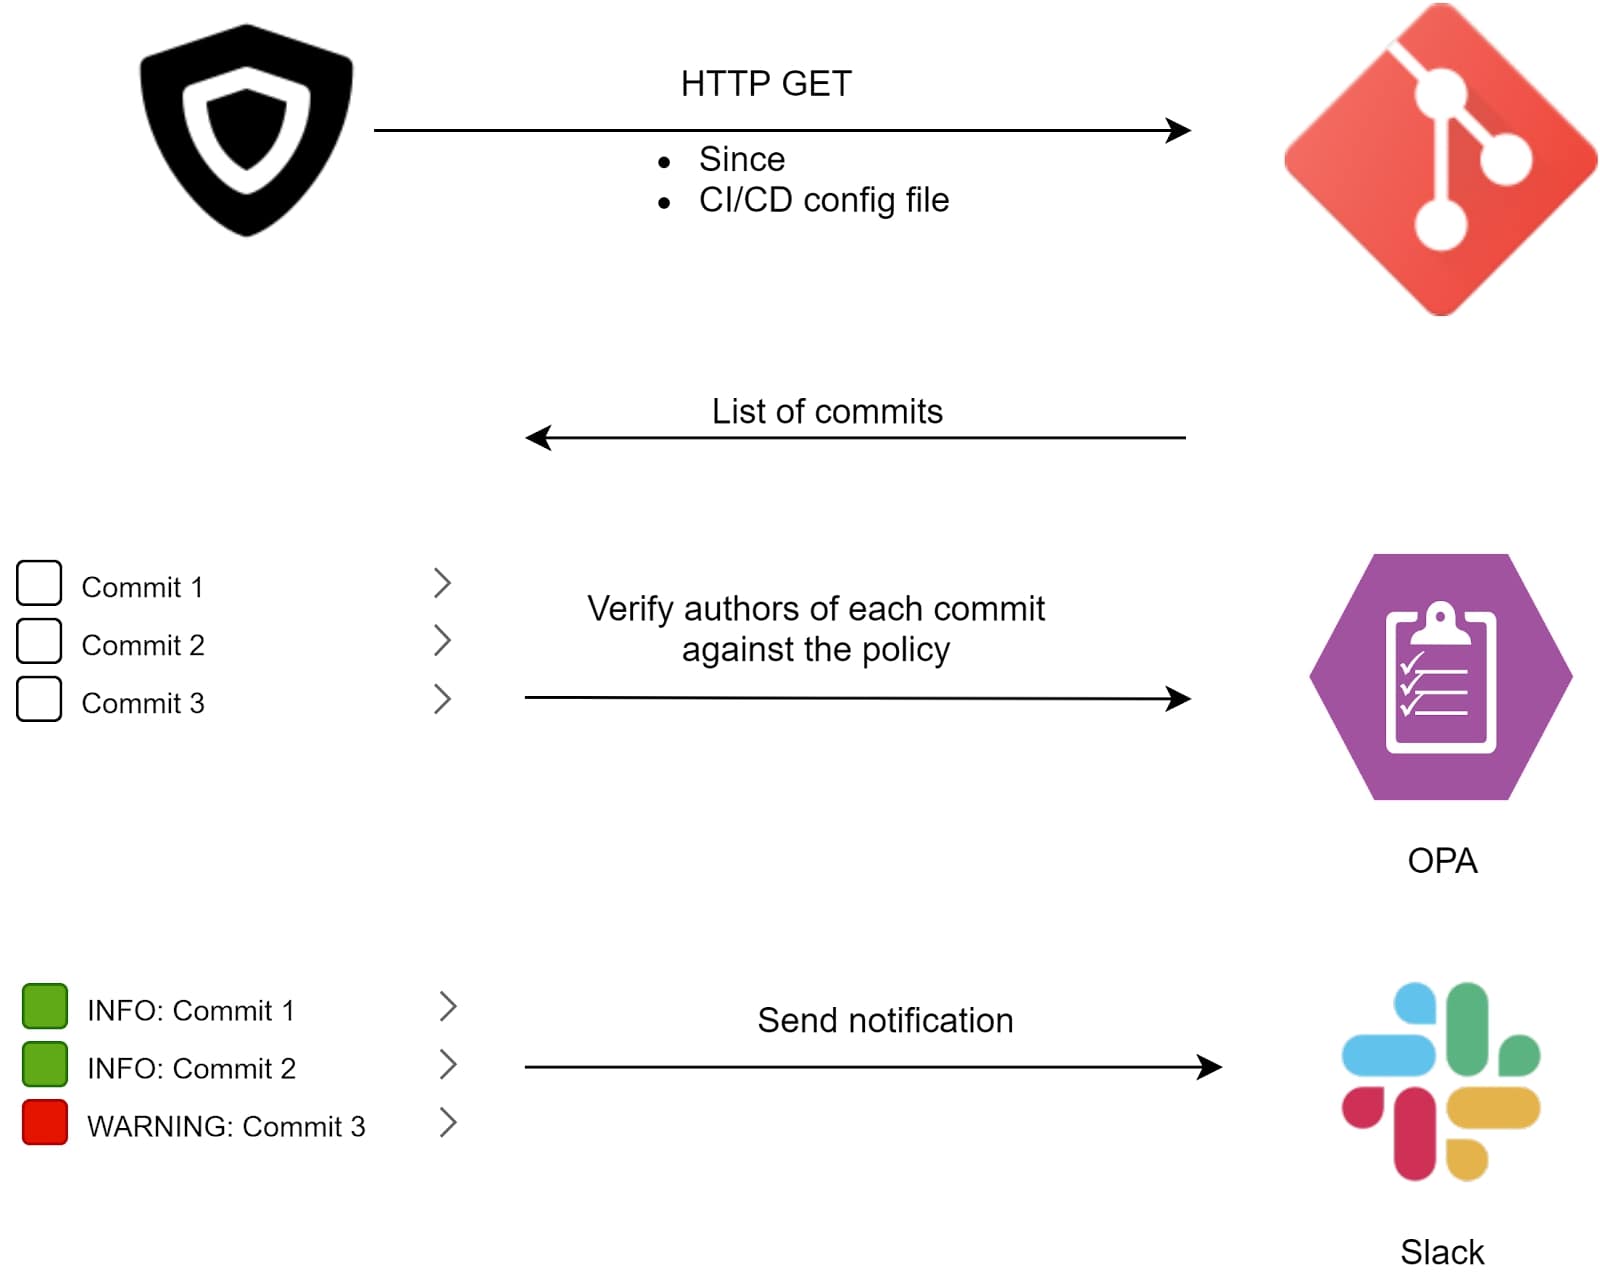 HTTP GET
Since
CI/CD config file
List of commits
Commit 1
Commit 2
Commit 3
Verify authors of each commit
against the policy
OPA
INFO: Commit 1
INFO: Commit 2
WARNING: Commit 3
Send notification
Slack